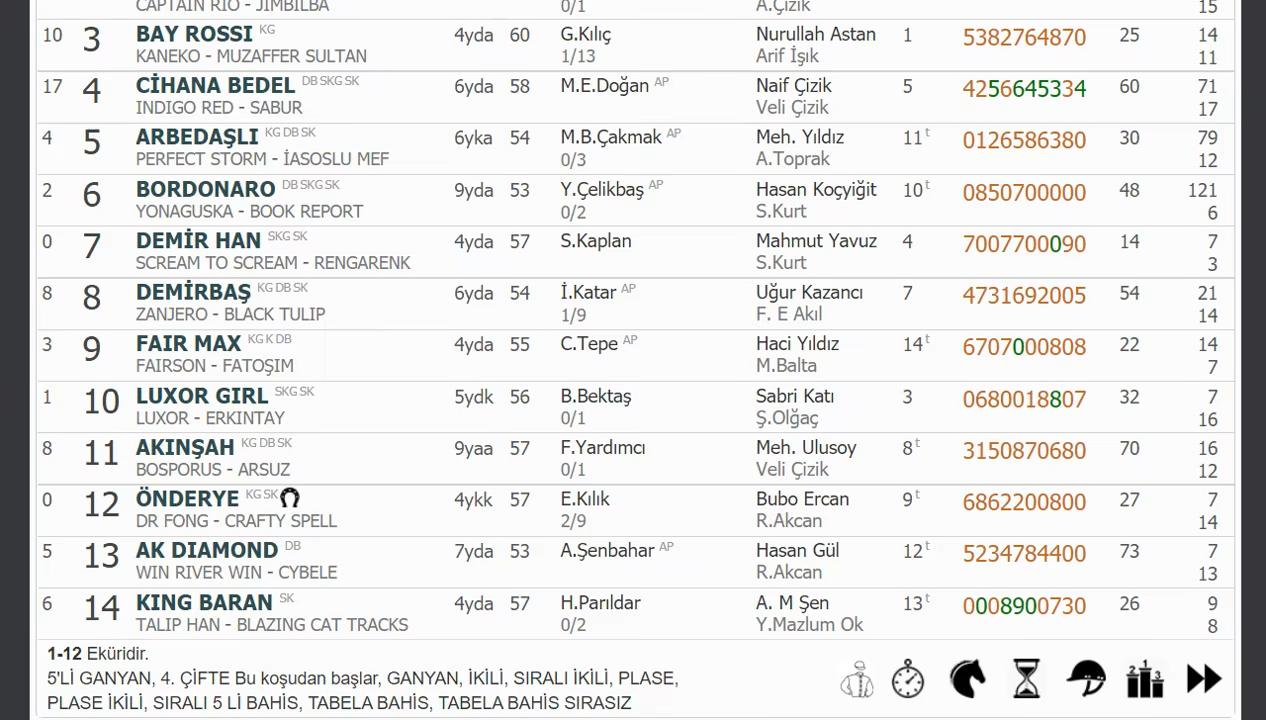 CAPTAIN RIO - JIMBILBA 0/1 A.Çizik 15
10 3 BAY ROSSI KG 4yda 60 G.Kılıç Nurullah Astan 1 5382764870 25 14
KANEKO - MUZAFFER SULTAN 1/13 Arif İşık 11
17 4 CİHANA BEDEL DB SKG SK 6yda 58 M.E.Doğan AP Naif Çizik 5 4256645334 60 71
INDIGO RED - SABUR Veli Çizik 17
4 5 ARBEDAŞLI KG DB SK 6yka 54 M.B.Çakmak AP Meh. Yıldız 11 t 0126586380 30 79
PERFECT STORM - İASOSLU MEF 0/3 A.Toprak 12
2 6 BORDONARO DB SKG SK 9yda 53 Y.Çelikbaş AP Hasan Koçyiğit 10 t 0850700000 48 121
YONAGUSKA - BOOK REPORT 0/2 S.Kurt 6
0 7 DEMİR HAN SKG SK 4yda 57 S.Kaplan Mahmut Yavuz 4 7007700090 14 7
SCREAM TO SCREAM - RENGARENK S.Kurt 3
8 8 DEMİRBAŞ KG DB SK 6yda 54 İ.Katar AP Uğur Kazancı 7 4731692005 54 21
ZANJERO - BLACK TULIP 1/9 F. E Akıl 14
3 9 FAIR MAX KG K DB 4yda 55 C.Tepe AP Haci Yıldız 14 t 6707000808 22 14
FAIRSON - FATOŞIM M.Balta 7
1 10 LUXOR GIRL SKG SK 5ydk 56 B.Bektaş Sabri Katı 3 0680018807 32 7
LUXOR - ERKINTAY 0/1 Ş.Olğaç 16
8 11 AKINŞAH KG DB SK 9yaa 57 F.Yardımcı Meh. Ulusoy 8 t 3150870680 70 16
BOSPORUS - ARSUZ 0/1 Veli Çizik 12
0 12 ÖNDERYE KG SK 4ykk 57 E.Kılık Bubo Ercan 9 t 6862200800 27 7
DR FONG - CRAFTY SPELL 2/9 R.Akcan 14
5 13 AK DIAMOND DB 7yda 53 A.Şenbahar AP Hasan Gül 12 t 5234784400 73 7
WIN RIVER WIN - CYBELE R.Akcan 13
6 14 KING BARAN SK 4yda 57 H.Parıldar A. M Şen 13 t 0008900730 26 9
TALIP HAN - BLAZING CAT TRACKS 0/2 Y.Mazlum Ok 8
1-12 Eküridir.
5'Lİ GANYAN, 4. ÇİFTE Bu koşudan başlar, GANYAN, İKİLİ, SIRALI İKİLİ, PLASE,
PLASE İKİLİ, SIRALI 5 Lİ BAHİS, TABELA BAHİS, TABELA BAHİS SIRASIZ
2 1 3